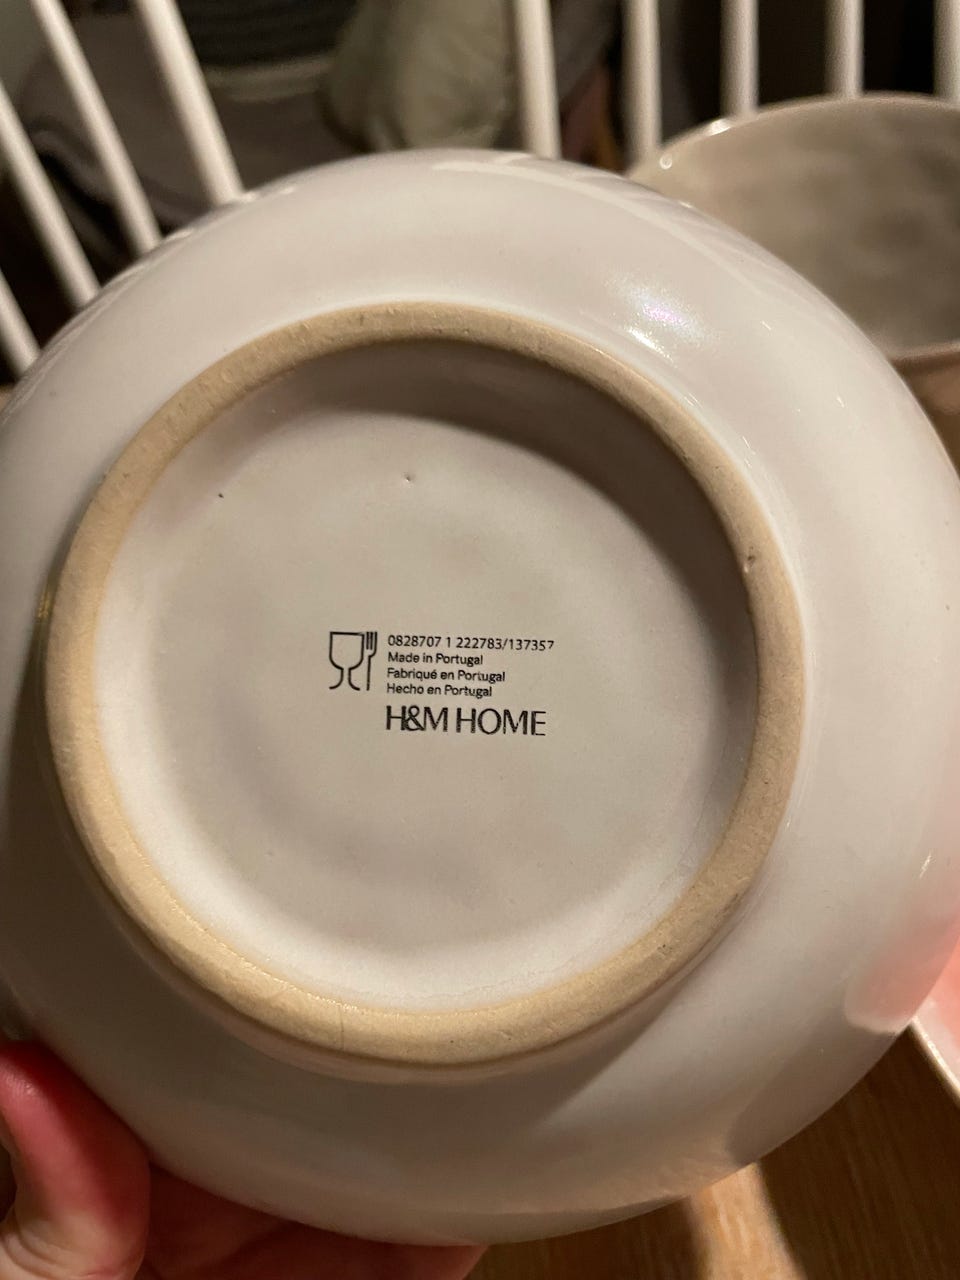 0828707 1 222783/137357
Made in Portugal
Fabriqué en Portugal
Hecho en Portugal
H&M HOME